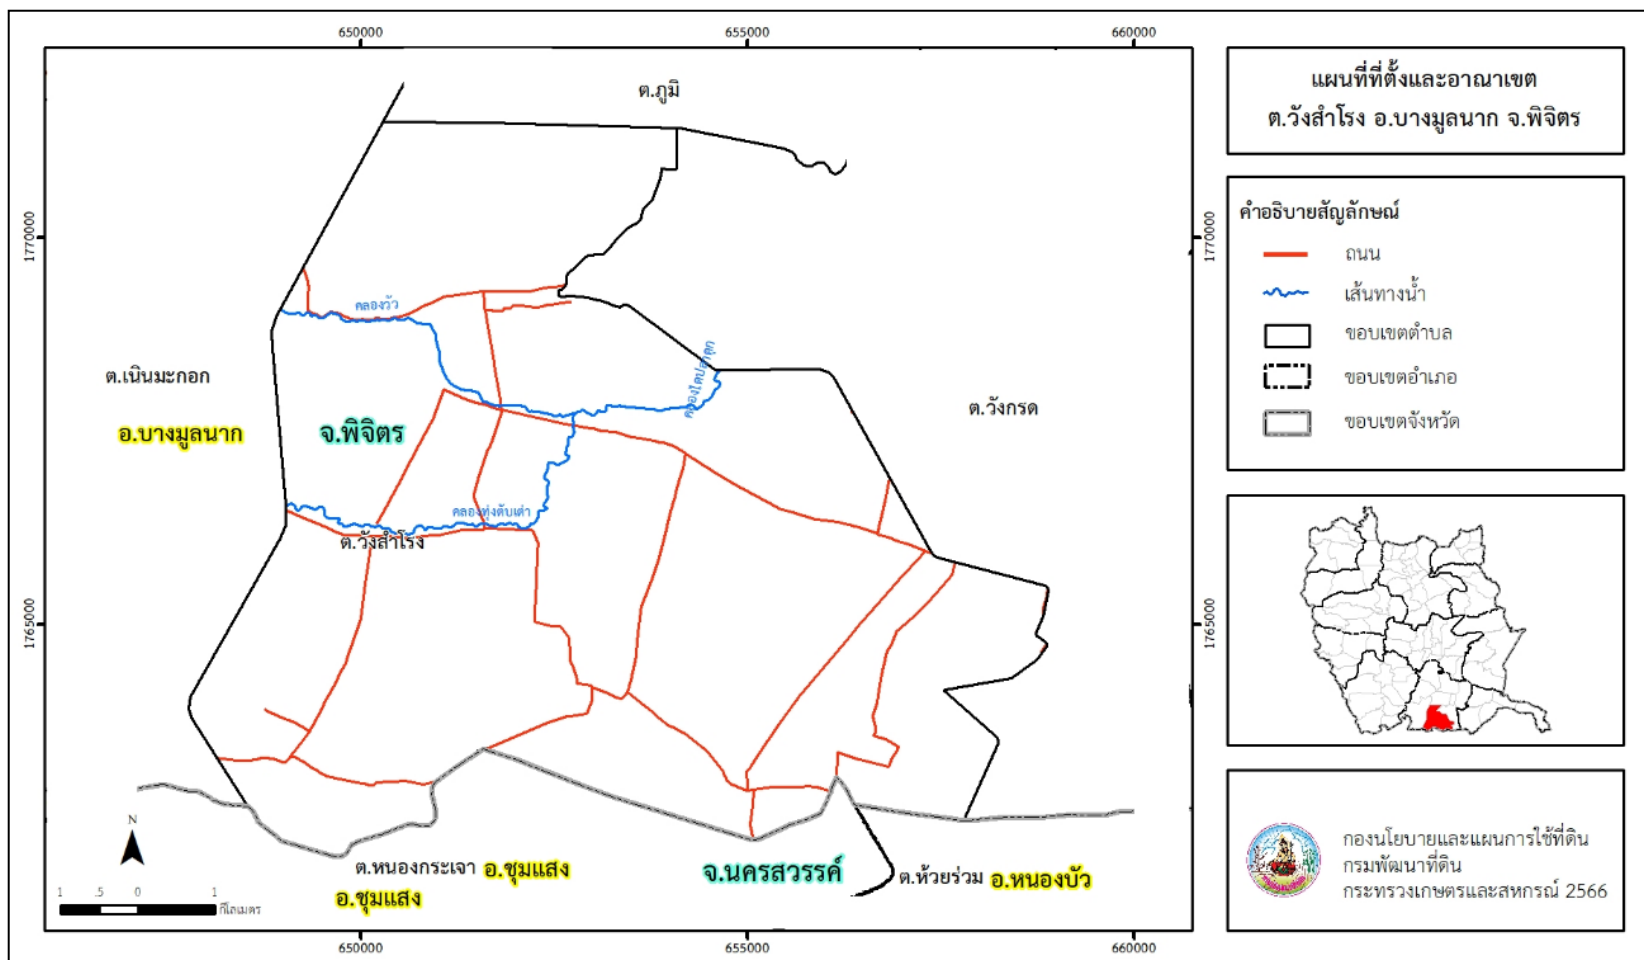 650000
655000
660000
ต.ภูมิ
1770000
1770000
คลองวัว
คลองไดปลาดุก
ต.เนินมะกอก
อ.บางมูลนาก
จ.พิจิตร
ต.วังกรด
คลองทุ่งตับเต่า
ต.วังสำโรง
1765000
1765000
N
ต.หนองกระเจา อ.ชุมแสง
อ.ชุมแสง
จ.นครสวรรค์
ต.ห้วยร่วม อ.หนองบัว
1 .5 0 1
กิโลเมตร
650000
655000
660000
แผนที่ที่ตั้งและอาณาเขต
ต.วังสำโรง อ.บางมูลนาก จ.พิจิตร
คำอธิบายสัญลักษณ์
ถนน
เส้นทางน้ำ
ขอบเขตตำบล
ขอบเขตอำเภอ
ขอบเขตจังหวัด
กองนโยบายและแผนการใช้ที่ดิน
กรมพัฒนาที่ดิน
กระทรวงเกษตรและสหกรณ์ 2566